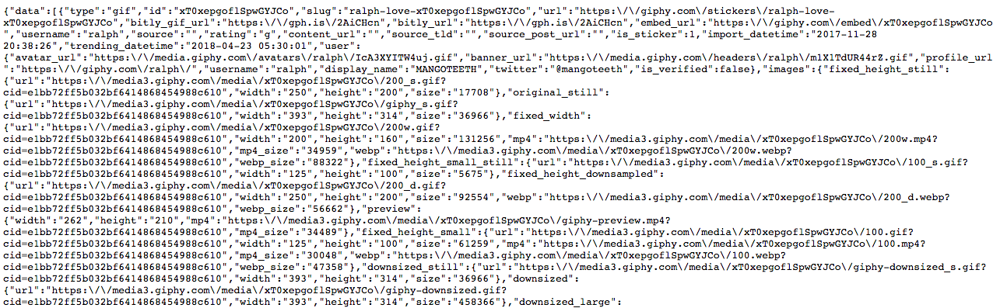 {"data":[{"type":"gif","id":"xT0xepgoflSpwGYJCo","slug":"ralph-love-xT0xepgoflSpwGYJCo","url":"https:\/\/giphy.com\/stickers\/ralph-love-
xT0xepgoflSpwGYJCo","bitly_gif_url":"https:\/\/gph.is\/2AiCHcn","bitly_url":"https:\/\/gph.is\/2AiCHcn","embed_url":"https:\/\/giphy.com\/embed\/xT0xepgoflSpwGYJCo
","username":"ralph","source":"","rating":"g","content_url":"","source_tld":"","source_post_url":"","is_sticker":1,"import_datetime":"2017-11-28
20:38:26","trending_datetime":"2018-04-23 05:30:01","user":
{"avatar_url":"https:\/\/media.giphy.com\/avatars\/ralph\/IcA3XYITW4uj.gif","banner_url":"https:\/\/media.giphy.com\/headers\/ralph\/m1X1TdUR44rZ.gif","profile_url
":"https:\/\/giphy.com\/ralph\/","username":"ralph","display_name":"MANGOTEETH","twitter":"@mangoteeth","is_verified":false},"images":{"fixed_height_still":
{"url":"https:\/\/media3.giphy.com\/media\/xT0xepgoflSpwGYJCo\/200_s.gif?
cid=e1bb72ff5b032bf6414868454988c610","width":"250","height":"200","size":"17708"},"original_still":
{"url":"https:\/\/media3.giphy.com\/media\/xT0xepgoflSpwGYJCo\/giphy_s.gif?
cid=e1bb72ff5b032bf6414868454988c610","width":"393","height":"314","size":"36966"},"fixed_width":
{"url":"https:\/\/media3.giphy.com\/media\/xT0xepgoflSpwGYJCo\/200w.gif?
cid=e1bb72ff5b032bf6414868454988c610","width":"200","height":"160","size":"131256","mp4":"https:\/\/media3.giphy.com\/media\/xT0xepgoflSpwGYJCo\/200w.mp4?
cid=e1bb72ff5b032bf6414868454988c610","mp4_size":"34959","webp":"https:\/\/media3.giphy.com\/media\/xT0xepgoflSpwGYJCo\/200w.webp?
cid=e1bb72ff5b032bf6414868454988c610","webp_size":"88322"},"fixed_height_small_still":{"url":"https:\/\/media3.giphy.com\/media\/xT0xepgoflSpwGYJCo\/100_s.gif?
cid=e1bb72ff5b032bf6414868454988c610","width":"125","height":"100","size":"5675"},"fixed_height_downsampled":
{"url":"https:\/\/media3.giphy.com\/media\/xT0xepgoflSpwGYJCo\/200_d.gif?
cid=e1bb72ff5b032bf6414868454988c610","width":"250","height":"200","size":"92554","webp":"https:\/\/media3.giphy.com\/media\/xT0xepgoflSpwGYJCo\/200_d.webp?
cid=e1bb72ff5b032bf6414868454988c610","webp_size":"56662"},"preview":
{"width":"262","height":"210","mp4":"https:\/\/media3.giphy.com\/media\/xT0xepgoflSpwGYJCo\/giphy-preview.mp4?
cid=e1bb72ff5b032bf6414868454988c610","mp4_size":"34489"},"fixed_height_small":{"url":"https:\/\/media3.giphy.com\/media\/xT0xepgoflSpwGYJCo\/100.gif?
cid=e1bb72ff5b032bf6414868454988c610","width":"125","height":"100","size":"61259","mp4":"https:\/\/media3.giphy.com\/media\/xT0xepgoflSpwGYJCo\/100.mp4?
cid=e1bb72ff5b032bf6414868454988c610","mp4_size":"30048","webp":"https:\/\/media3.giphy.com\/media\/xT0xepgoflSpwGYJCo\/100.webp?
cid=e1bb72ff5b032bf6414868454988c610","webp_size":"47358"},"downsized_still":{"url":"https:\/\/media3.giphy.com\/media\/xT0xepgoflSpwGYJCo\/giphy-downsized_s.gif?
cid=e1bb72ff5b032bf6414868454988c610","width":"393","height":"314","size":"36966"},"downsized":
{"url":"https:\/\/media3.giphy.com\/media\/xT0xepgoflSpwGYJCo\/giphy-downsized.gif?
cid=e1bb72ff5b032bf6414868454988c610","width":"393","height":"314","size":"458366"},"downsized_large":